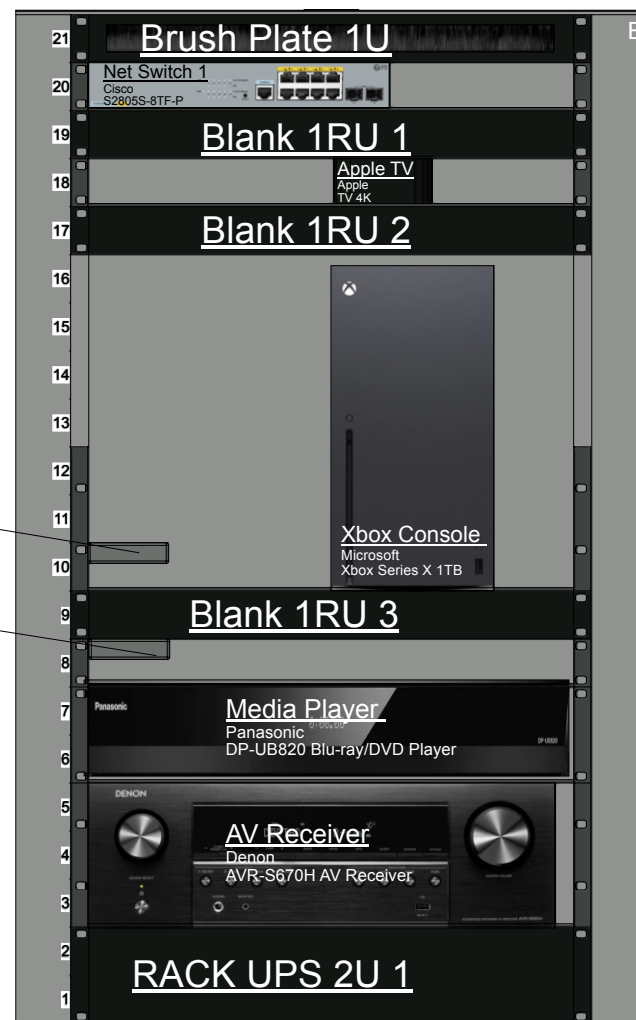 21
Brush Plate 1U
20
Net Switch 1
Cisco
S2805S-8TF-P
19
Blank 1RU 1
18
Apple TV
Apple
TV 4K
17
Blank 1RU 2
16
15
14
13
12
11
10
Xbox Console
Microsoft
Xbox Series X 1TB
9
Blank 1RU 3
8
7
Panasonic
Media Player
Panasonic
DP-UB820 Blu-ray/DVD Player
DP-UB820
6
5
DENON
4
AV Receiver
Denon
AVR-S670H AV Receiver
3
2
RACK UPS 2U 1
1